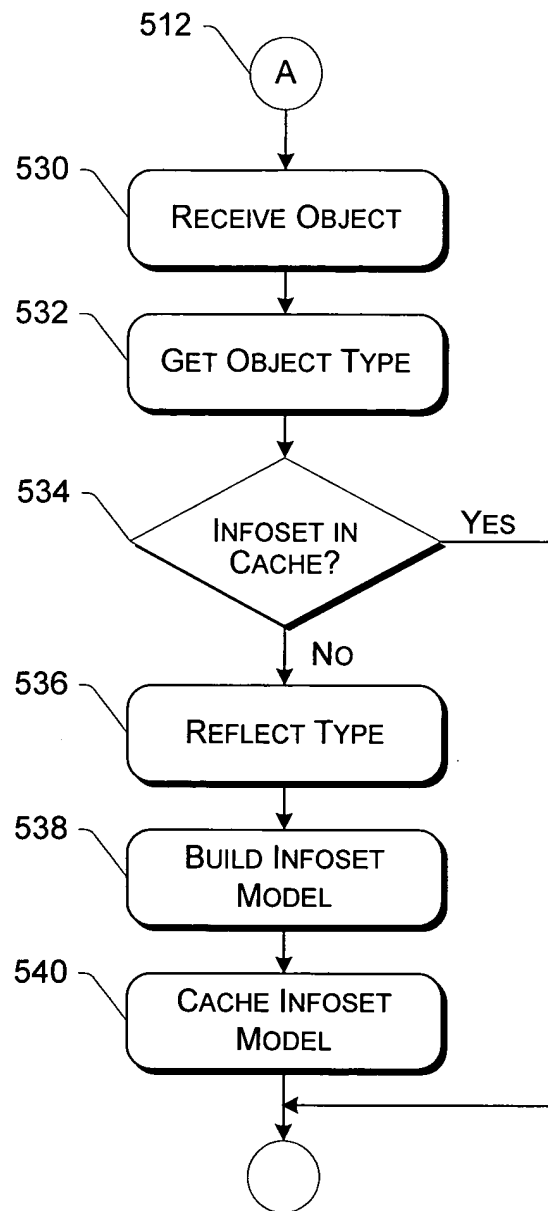 512
A
530
RECEIVE OBJECT
532
GET OBJECT TYPE
534
INFOSET IN
CACHE?
YES
NO
536
REFLECT TYPE
538
BUILD INFOSET
MODEL
540
CACHE INFOSET
MODEL